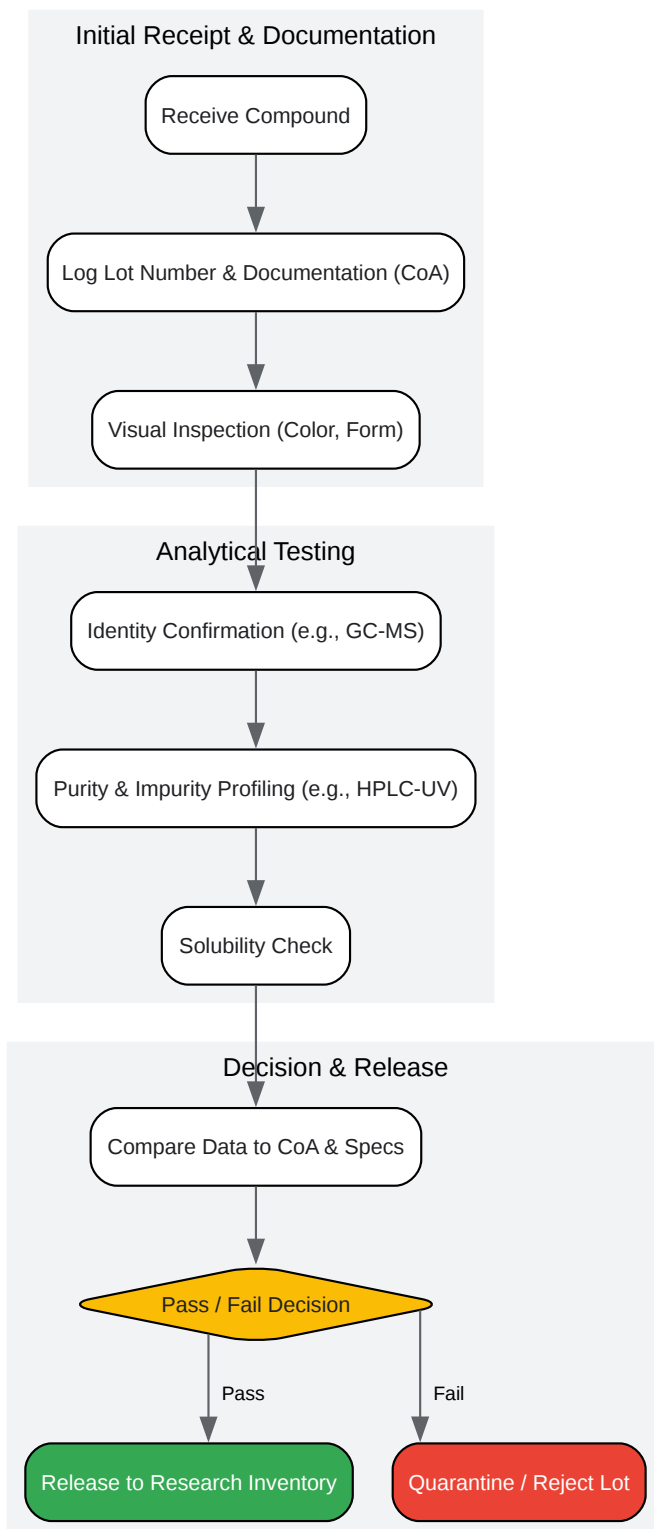 Initial Receipt & Documentation
Receive Compound
Log Lot Number & Documentation (CoA)
Visual Inspection (Color, Form)
Analytical Testing
Identity Confirmation (e.g., GC-MS)
Purity & Impurity Profiling (e.g., HPLC-UV)
Solubility Check
Decision & Release
Compare Data to CoA & Specs
Pass / Fail Decision
Pass
Fail
Release to Research Inventory
Quarantine / Reject Lot